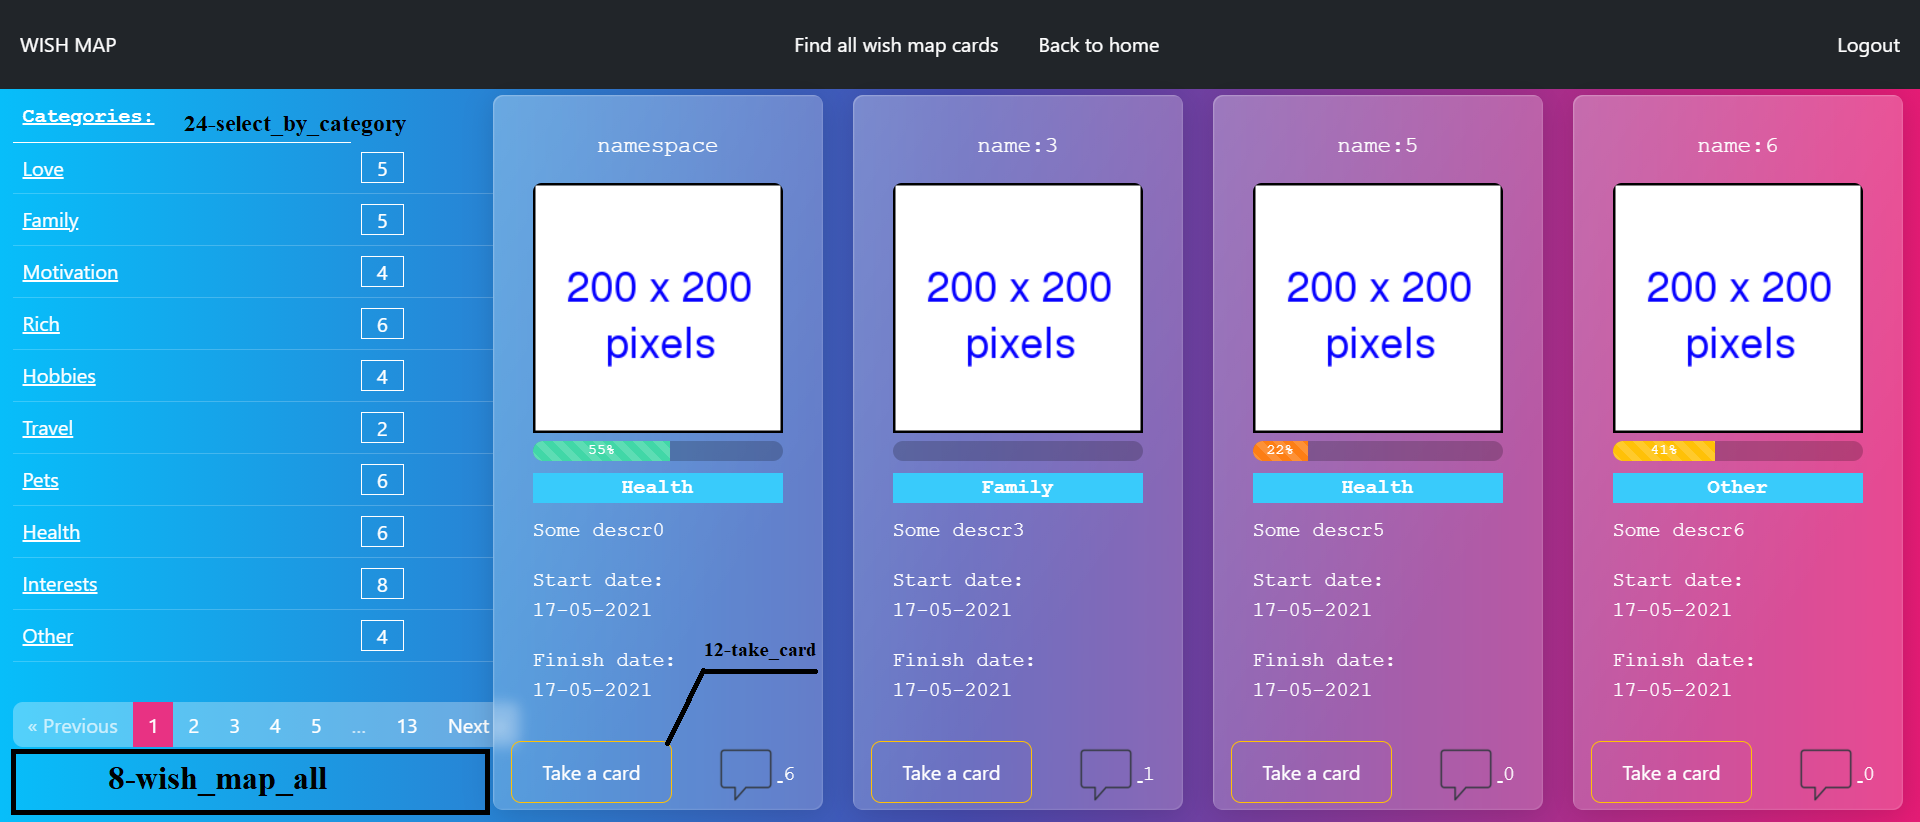 WISH MAP
Find all wish map cards
Back to home
Logout
Categories:
24-select_by_category
Love 5
Family 5
Motivation 4
Rich 6
Hobbies 4
Travel 2
Pets 6
Health 6
Interests 8
Other 4
« Previous 1 2 3 4 5 ... 13 Next
8-wish_map_all
namespace
200 x 200
pixels
55%
Health
Some descr0
Start date:
17-05-2021
12-take_card
Finish date:
17-05-2021
Take a card
6
name:3
200 x 200
pixels
Family
Some descr3
Start date:
17-05-2021
Finish date:
17-05-2021
Take a card
1
name:5
200 x 200
pixels
22%
Health
Some descr5
Start date:
17-05-2021
Finish date:
17-05-2021
Take a card
0
name:6
200 x 200
pixels
41%
Other
Some descr6
Start date:
17-05-2021
Finish date:
17-05-2021
Take a card
0